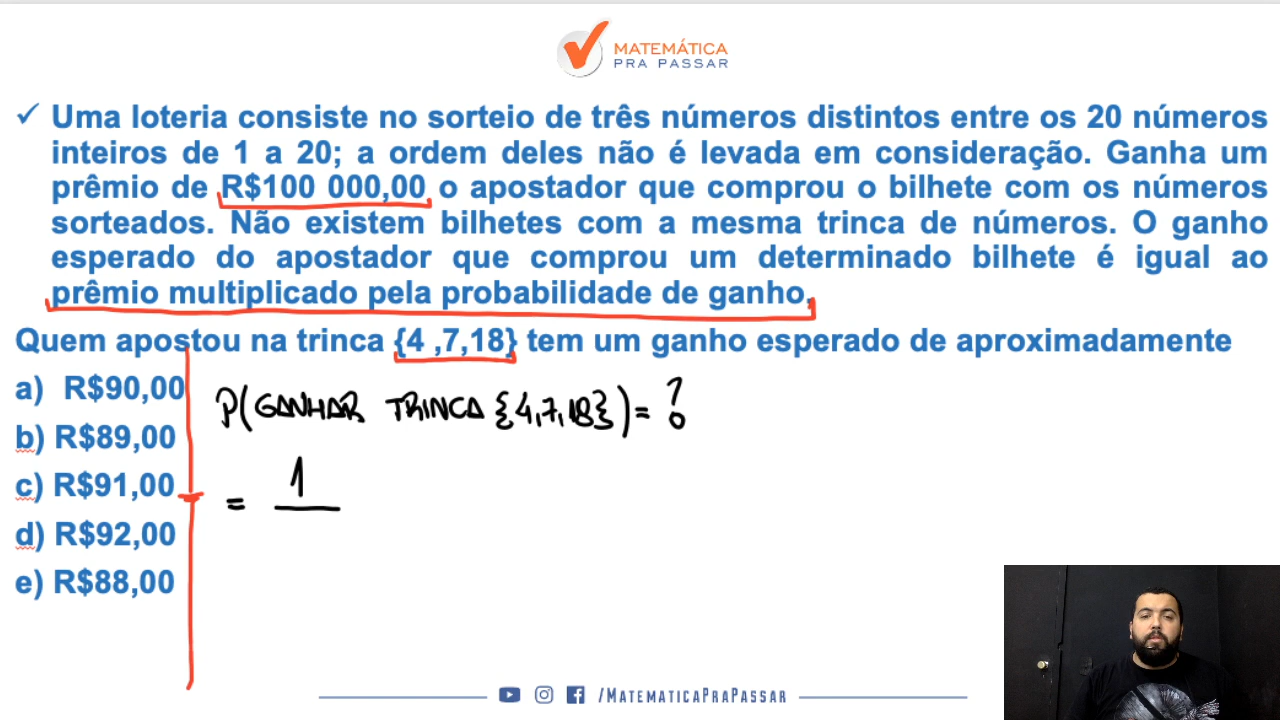 MATEMÁTICA
PRA PASSAR
✓ Uma loteria consiste no sorteio de três números distintos entre os 20 números
inteiros de 1 a 20; a ordem deles não é levada em consideração. Ganha um
prêmio de R$100 000,00 o apostador que comprou o bilhete com os números
sorteados. Não existem bilhetes com a mesma trinca de números. O ganho
esperado do apostador que comprou um determinado bilhete é igual ao
prêmio multiplicado pela probabilidade de ganho,
Quem apostou na trinca {4 ,7,18} tem um ganho esperado de aproximadamente
a) R$90,00
P(GANHAR TRINCA {4,7,18}) = ?
b) R$89,00
c) R$91,00
= 1
d) R$92,00
e) R$88,00
/MATEMATICAPRAPASSAR